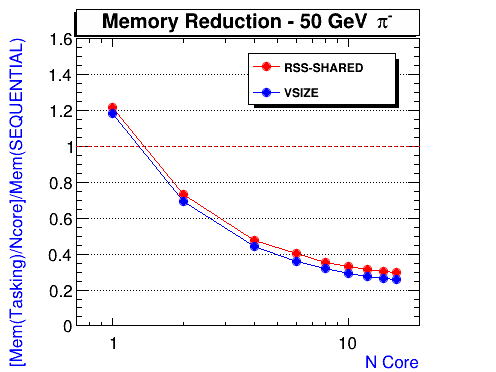 Memory Reduction - 50 GeV π⁻
[Mem(Tasking)/Ncore]/Mem(SEQUENTIAL)
1.6
1.4
1.2
1
0.8
0.6
0.4
0.2
0
RSS-SHARED
VSIZE
1
10
N Core